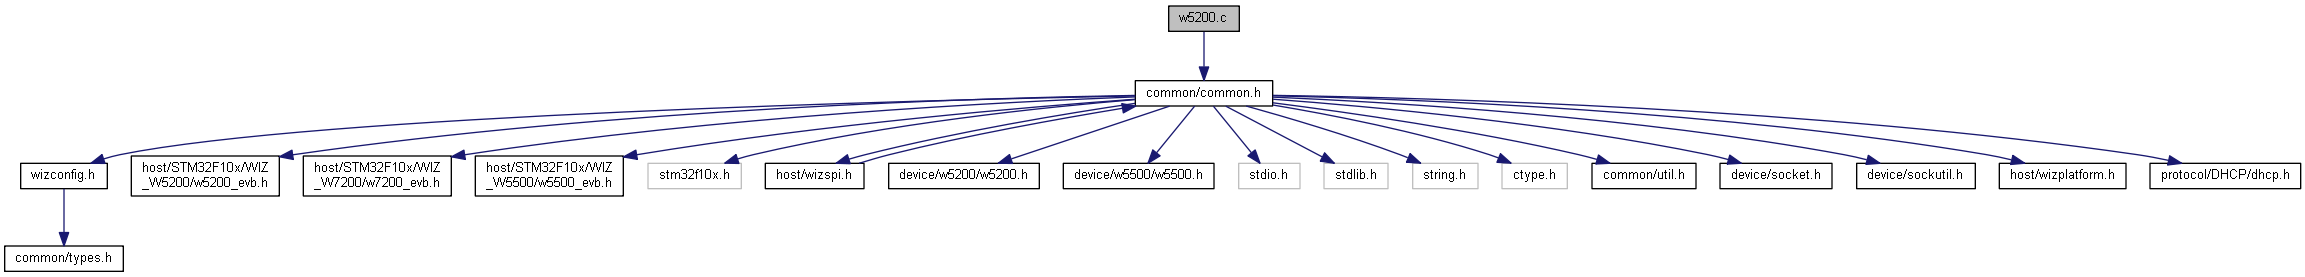 w5200.c
common/common.h
wizconfig.h
host/STM32F10x/WIZ
_W5200/w5200_evb.h
host/STM32F10x/WIZ
_W7200/w7200_evb.h
host/STM32F10x/WIZ
_W5500/w5500_evb.h
stm32f10x.h
host/wizspi.h
device/w5200/w5200.h
device/w5500/w5500.h
stdio.h
stdlib.h
string.h
ctype.h
common/util.h
device/socket.h
device/sockutil.h
host/wizplatform.h
protocol/DHCP/dhcp.h
common/types.h